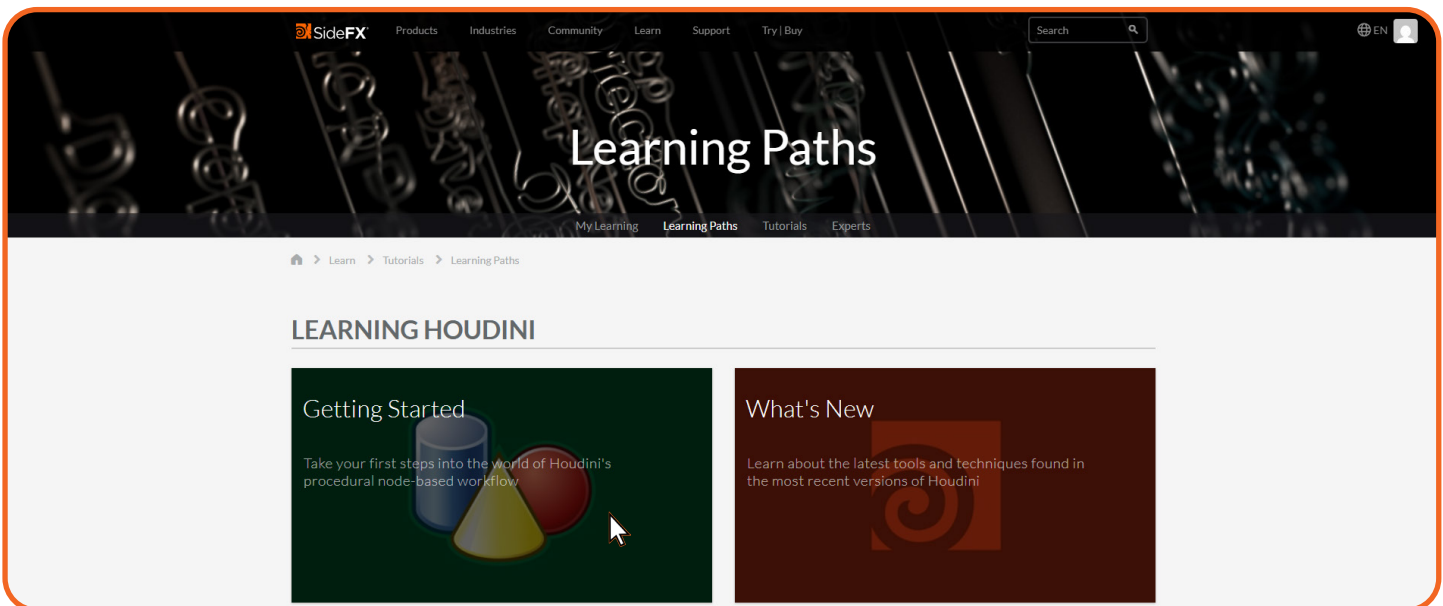 SideFX Products Industries Community Learn Support Try | Buy Search EN
Learning Paths
My Learning Learning Paths Tutorials Experts
Learn > Tutorials > Learning Paths
LEARNING HOUDINI
Getting Started
Take your first steps into the world of Houdini's
procedural node-based workflow
What's New
Learn about the latest tools and techniques found in
the most recent versions of Houdini